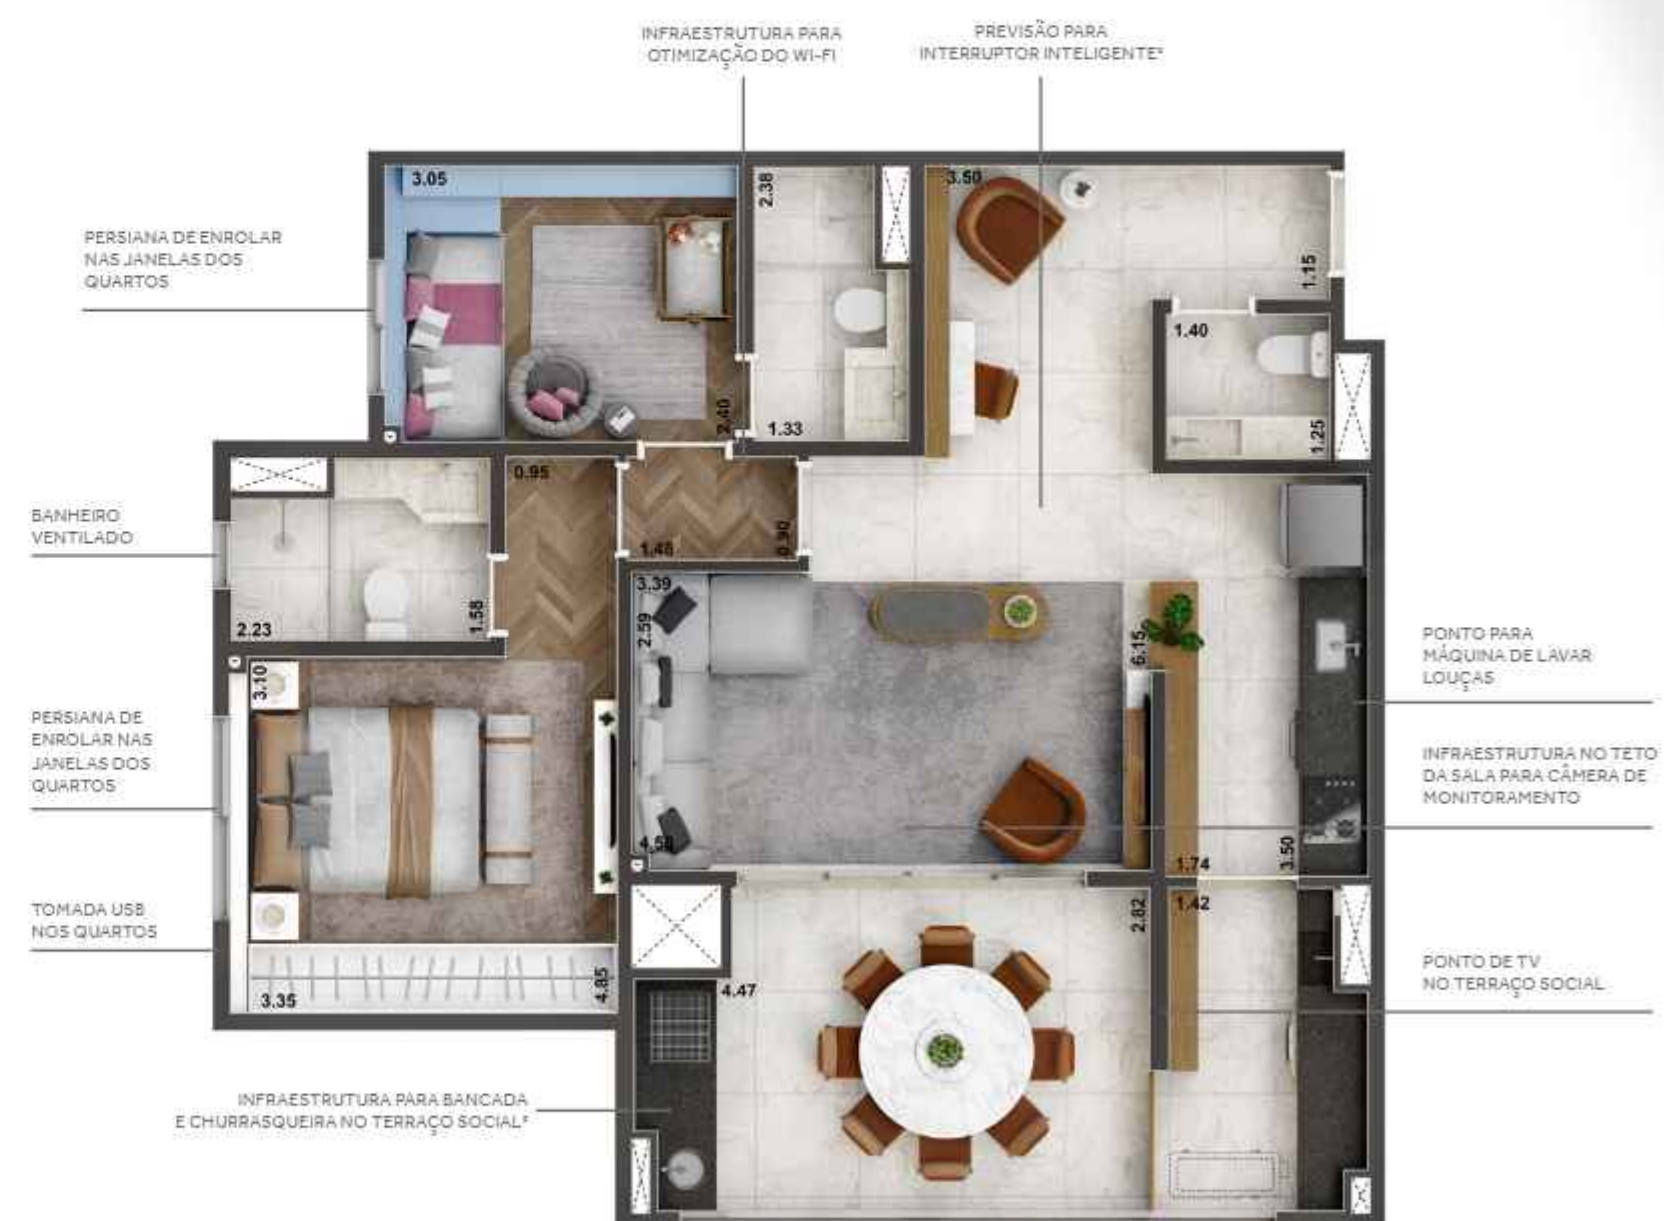 INFRAESTRUTURA PARA
OTIMIZAÇÃO DO WI-FI
PREVISÃO PARA
INTERRUPTOR INTELIGENTE²
PERSIANA DE ENROLAR
NAS JANELAS DOS
QUARTOS
3.05
2.38
3.50
1.15
1.40
1.25
2.40
1.33
BANHEIRO
VENTILADO
0.95
1.48
0.90
2.23
1.58
3.39
2.59
6.15
PONTO PARA
MÁQUINA DE LAVAR
LOUÇAS
PERSIANA DE
ENROLAR NAS
JANELAS DOS
QUARTOS
3.10
INFRAESTRUTURA NO TETO
DA SALA PARA CÂMERA DE
MONITORAMENTO
4.58
1.74
3.50
TOMADA USB
NOS QUARTOS
2.82
1.42
3.35
4.85
4.47
PONTO DE TV
NO TERRAÇO SOCIAL
INFRAESTRUTURA PARA BANCADA
E CHURRASQUEIRA NO TERRAÇO SOCIAL²